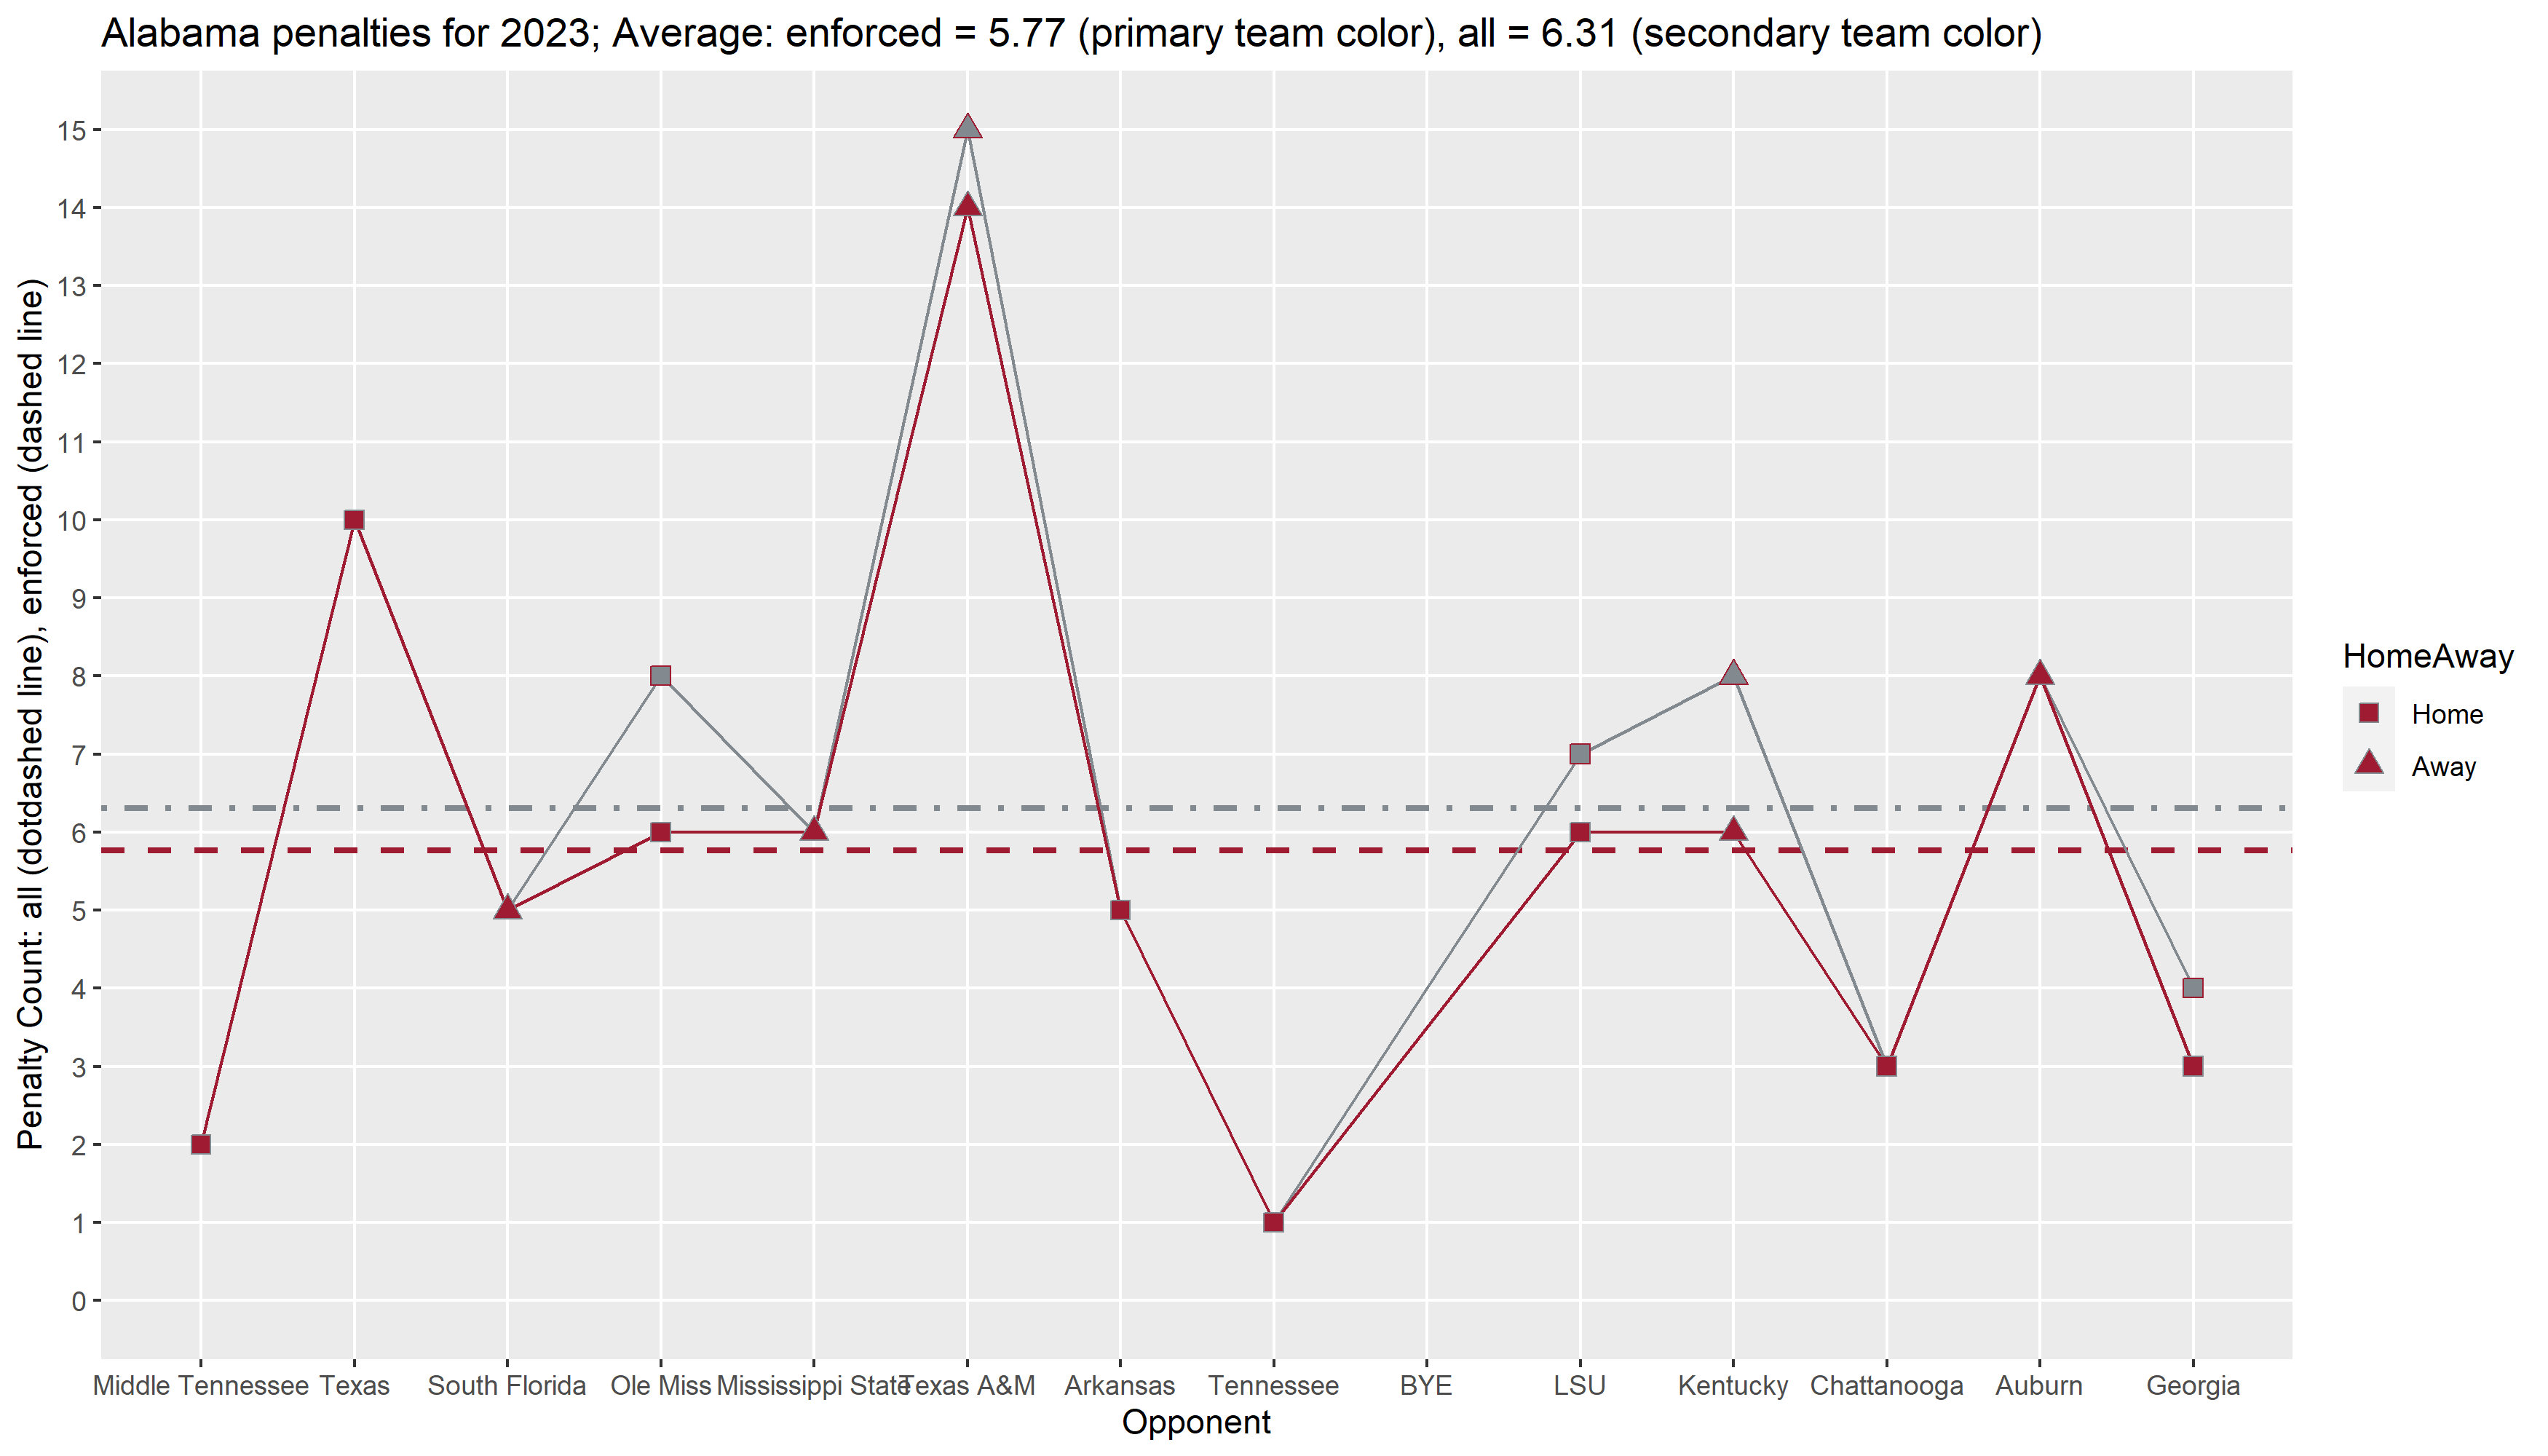 Alabama penalties for 2023; Average: enforced = 5.77 (primary team color), all = 6.31 (secondary team color)
Penalty Count: all (dotdashed line), enforced (dashed line)
15
14
13
12
11
10
9
8
7
6
5
4
3
2
1
0
HomeAway
Home
Away
Middle Tennessee
Texas
South Florida
Ole Miss
Mississippi State
Texas A&M
Arkansas
Tennessee
BYE
LSU
Kentucky
Chattanooga
Auburn
Georgia
Opponent